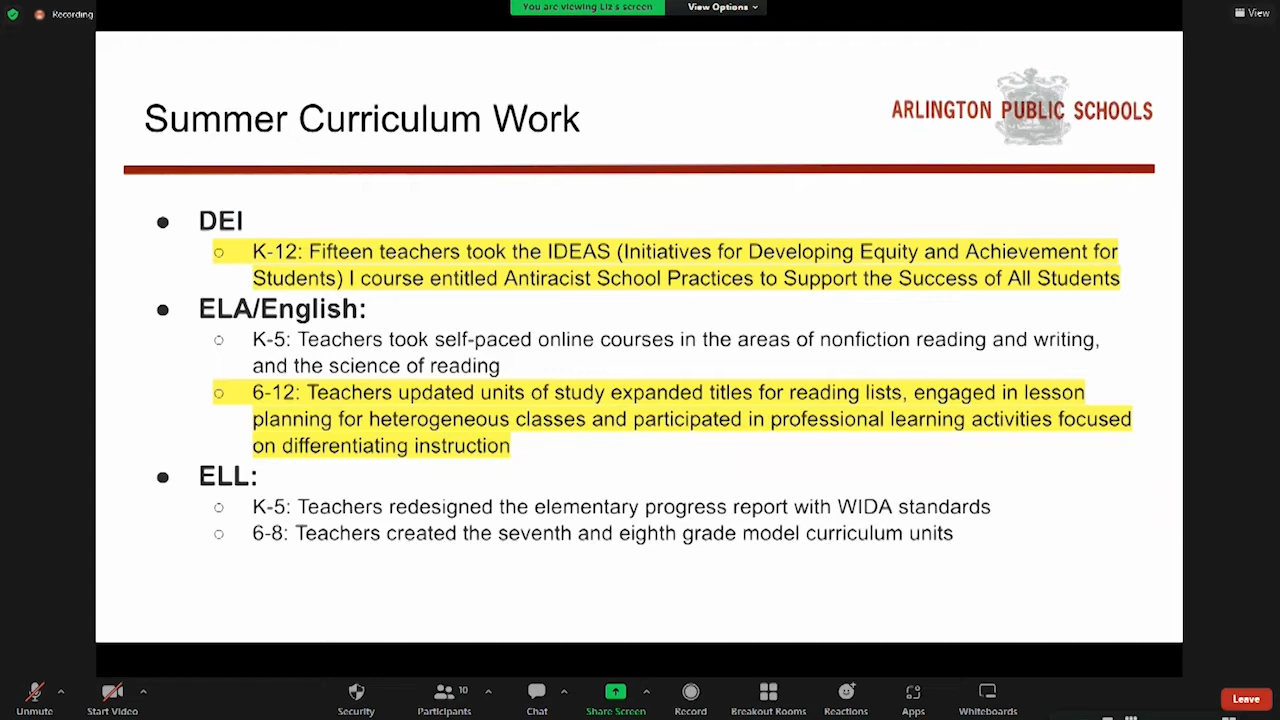 Recording
You are viewing Liz's screen
View Options
View
Summer Curriculum Work
ARLINGTON PUBLIC SCHOOLS
DEI
K-12: Fifteen teachers took the IDEAS (Initiatives for Developing Equity and Achievement for
Students) I course entitled Antiracist School Practices to Support the Success of All Students
ELA/English:
K-5: Teachers took self-paced online courses in the areas of nonfiction reading and writing,
and the science of reading
6-12: Teachers updated units of study expanded titles for reading lists, engaged in lesson
planning for heterogeneous classes and participated in professional learning activities focused
on differentiating instruction
ELL:
K-5: Teachers redesigned the elementary progress report with WIDA standards
6-8: Teachers created the seventh and eighth grade model curriculum units
Unmute
Start Video
Security
Participants
10
Chat
Share Screen
Record
Breakout Rooms
Reactions
Apps
Whiteboards
Leave